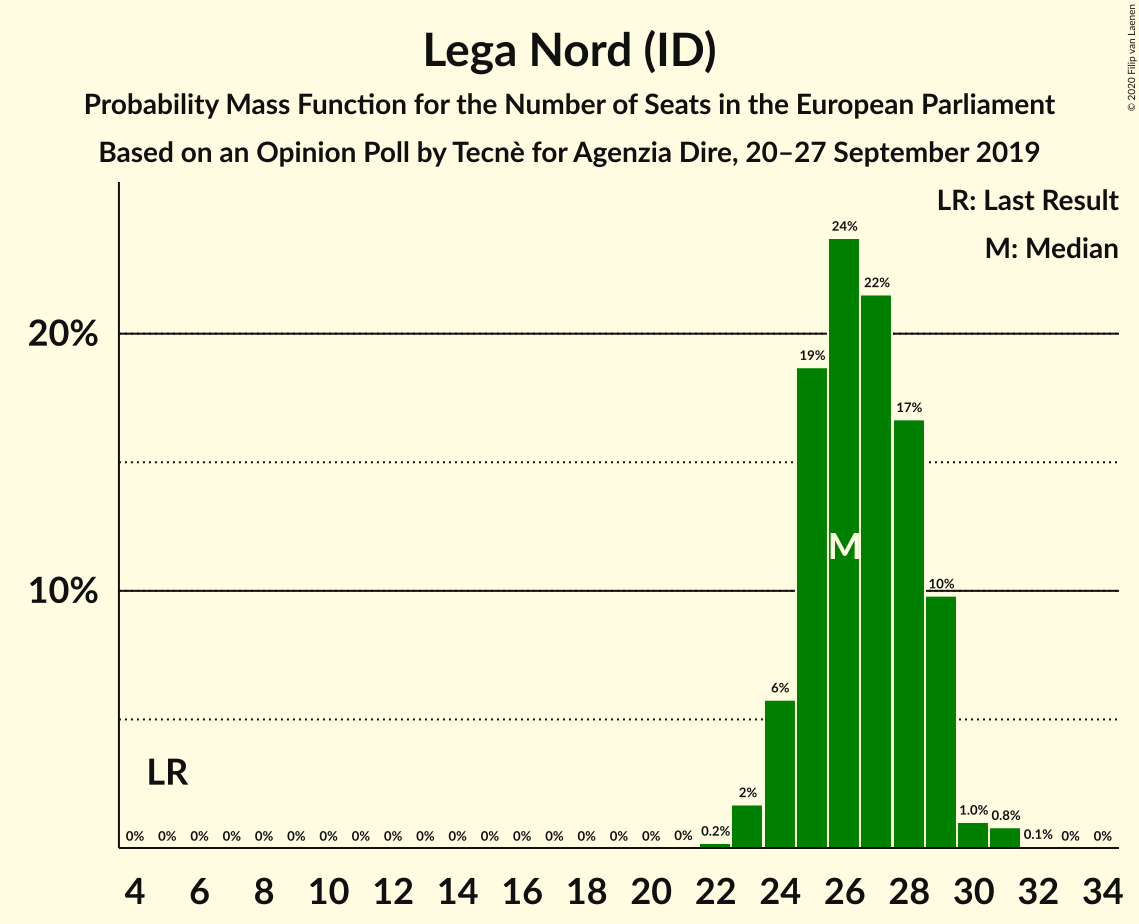 Lega Nord (ID)
Probability Mass Function for the Number of Seats in the European Parliament
Based on an Opinion Poll by Tecnè for Agenzia Dire, 20–27 September 2019
© 2020 Filip van Laenen
LR: Last Result
M: Median
20%
10%
24%
22%
19%
17%
10%
6%
2%
0% 0% 0% 0% 0% 0% 0% 0% 0% 0% 0% 0% 0% 0% 0% 0% 0% 0% 0.2% 1.0% 0.8% 0.1% 0% 0%
M
LR
4 6 8 10 12 14 16 18 20 22 24 26 28 30 32 34